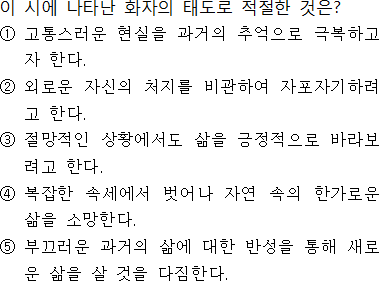 이 시에 나타난 화자의 태도로 적절한 것은?
① 고통스러운 현실을 과거의 추억으로 극복하고
자 한다.
② 외로운 자신의 처지를 비관하여 자포자기하려
고 한다.
③ 절망적인 상황에서도 삶을 긍정적으로 바라보
려고 한다.
④ 복잡한 속세에서 벗어나 자연 속의 한가로운
삶을 소망한다.
⑤ 부끄러운 과거의 삶에 대한 반성을 통해 새로
운 삶을 살 것을 다짐한다.